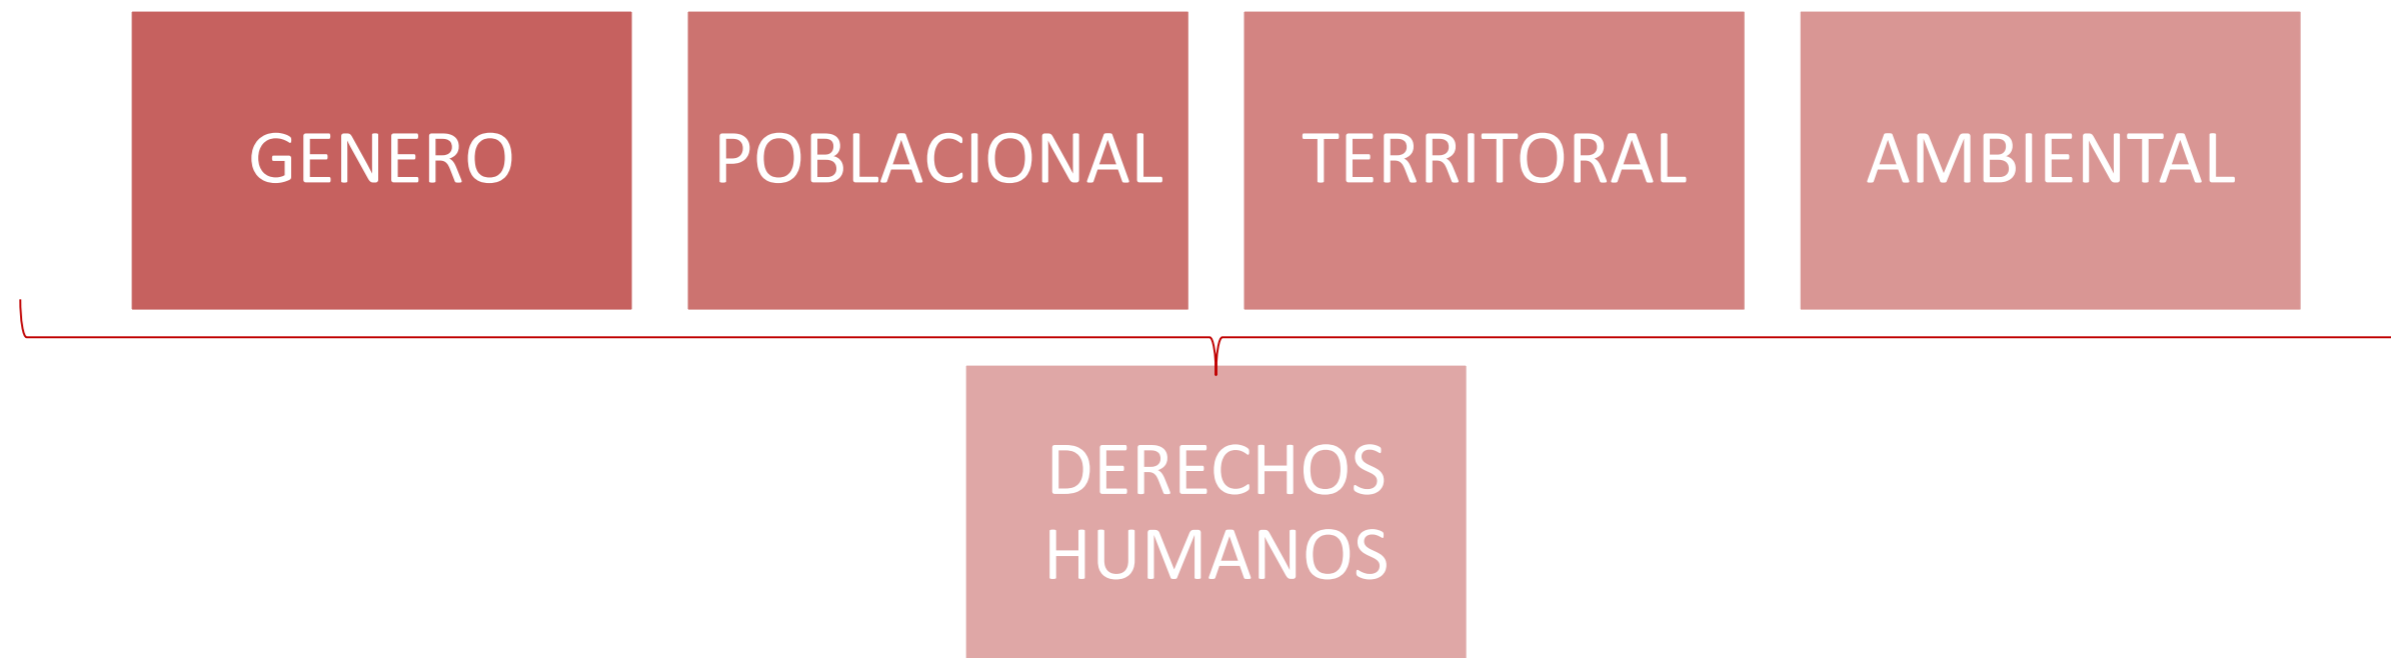 GENERO
POBLACIONAL
TERRITORAL
AMBIENTAL
DERECHOS
HUMANOS